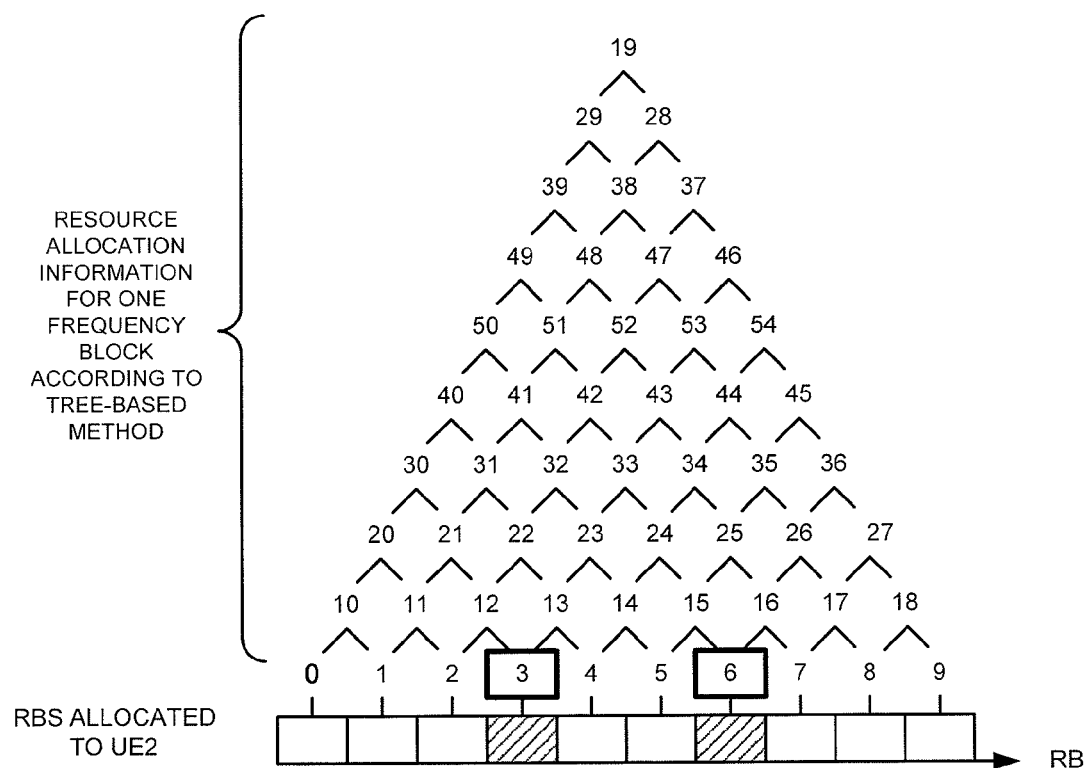 19
29 28
39 38 37
49 48 47 46
50 51 52 53 54
40 41 42 43 44 45
30 31 32 33 34 35 36
20 21 22 23 24 25 26 27
10 11 12 13 14 15 16 17 18
0 1 2 3 4 5 6 7 8 9
RESOURCE
ALLOCATION
INFORMATION
FOR ONE
FREQUENCY
BLOCK
ACCORDING TO
TREE-BASED
METHOD
RBS ALLOCATED
TO UE2
RB